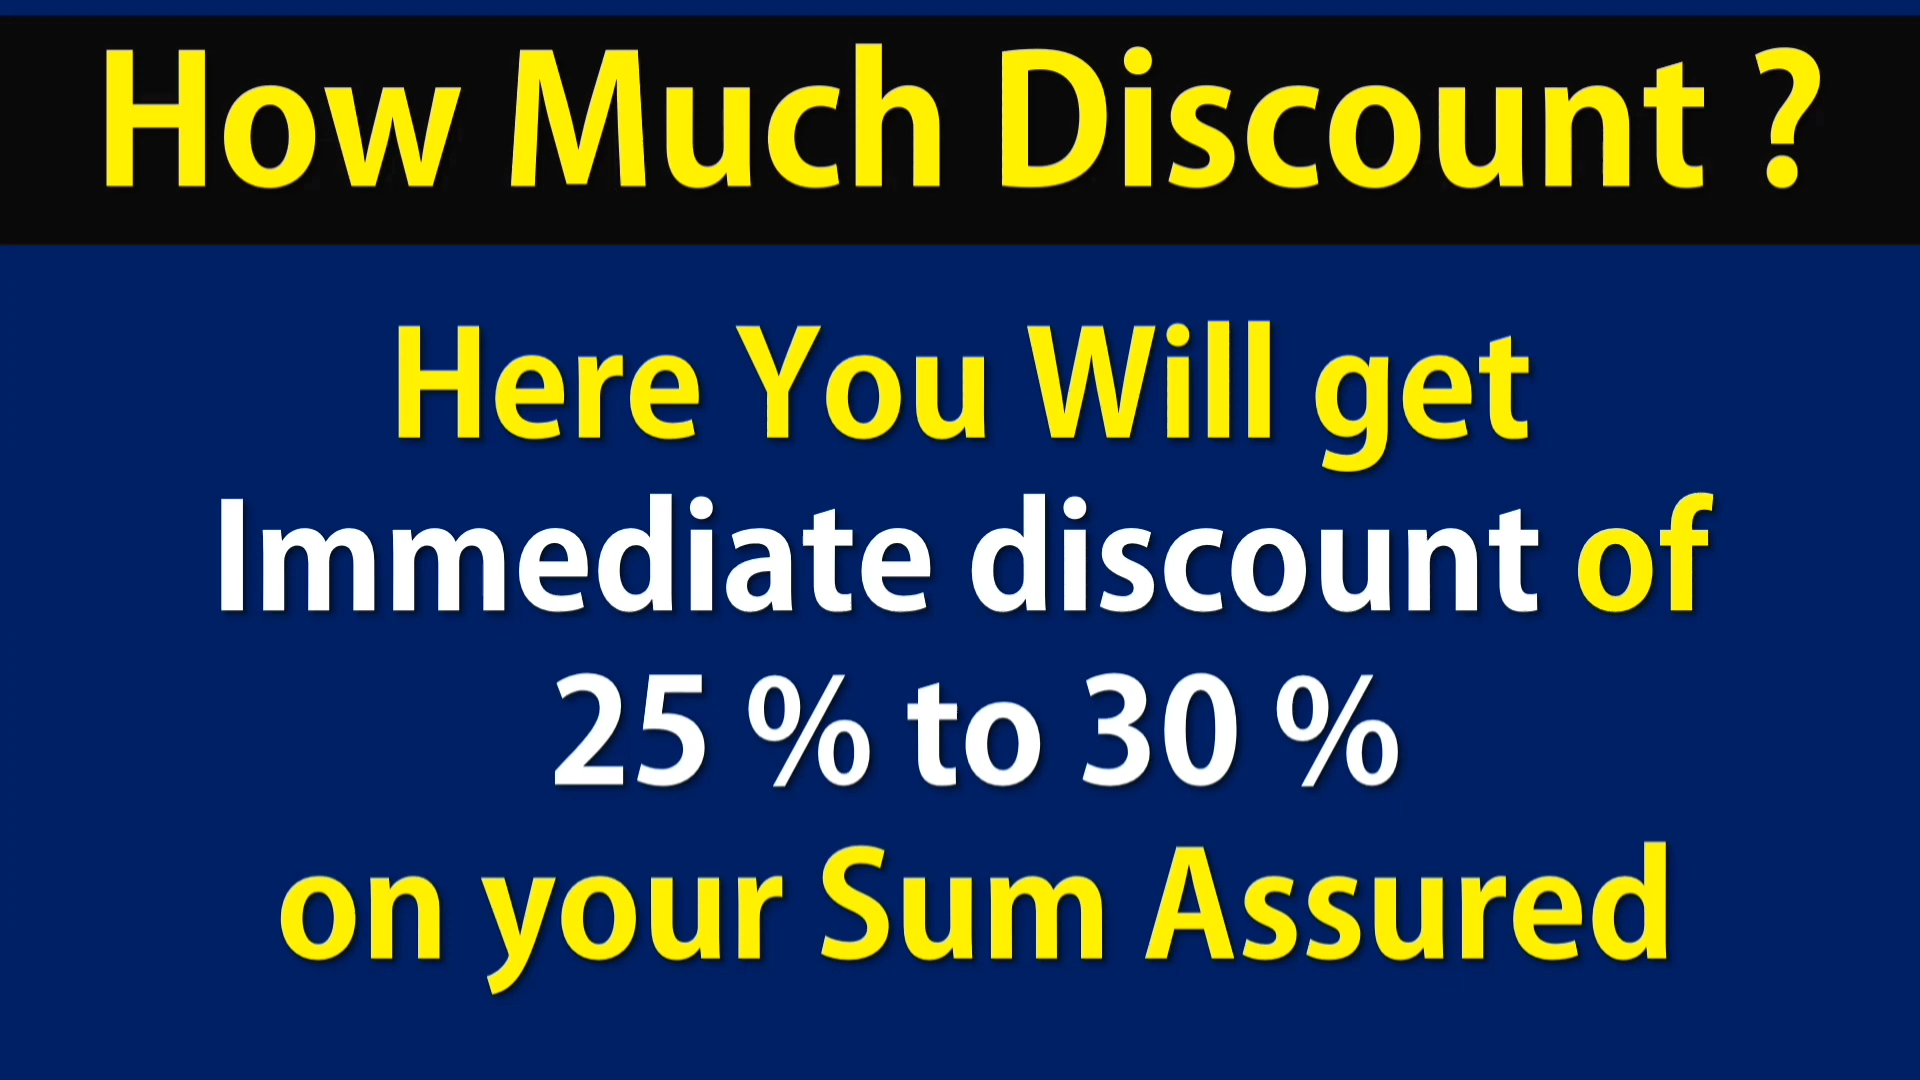 How Much Discount ?
Here You Will get
Immediate discount of
25 % to 30 %
on your Sum Assured